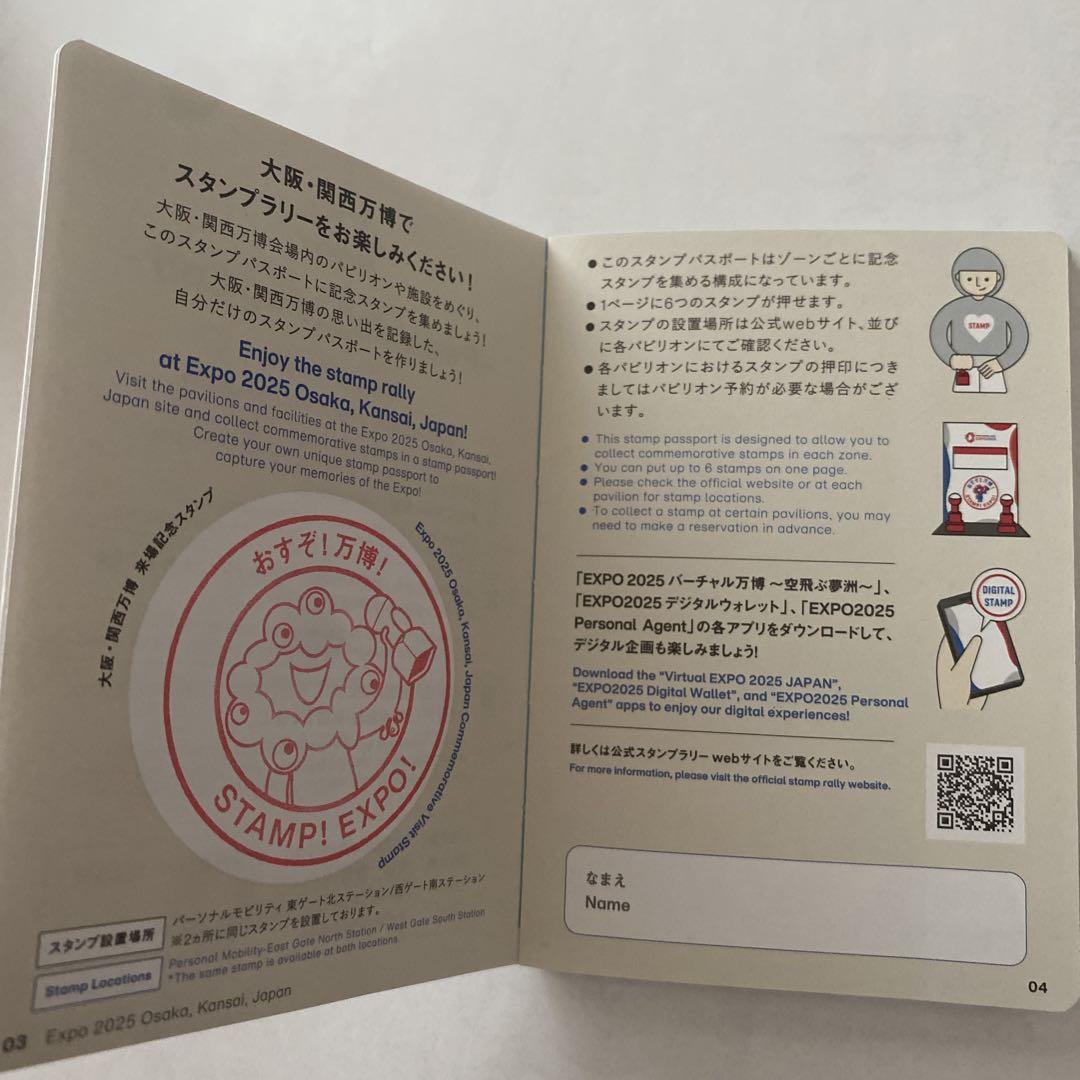 大阪・関西万博で
スタンプラリーをお楽しみください！
大阪・関西万博会場内のパビリオンや施設をめぐり、
このスタンプパスポートに記念スタンプを集めましょう！
大阪・関西万博の思い出を記録した、
自分だけのスタンプパスポートを作りましょう！
Enjoy the stamp rally
at Expo 2025 Osaka, Kansai, Japan!
Visit the pavilions and facilities at the Expo 2025 Osaka, Kansai,
Japan site and collect commemorative stamps in a stamp passport!
Create your own unique stamp passport to
capture your memories of the Expo!
大阪・関西万博 来場記念スタンプ
Expo 2025 Osaka, Kansai, Japan Commemorative Visit Stamp
おすぞ！万博！
STAMP! EXPO!
スタンプ設置場所
パーソナルモビリティ 東ゲート北ステーション/西ゲート南ステーション
※2ヵ所に同じスタンプを設置しております。
Stamp Locations
Personal Mobility-East Gate North Station / West Gate South Station
*The same stamp is available at both locations.
03 Expo 2025 Osaka, Kansai, Japan
●このスタンプパスポートはゾーンごとに記念
スタンプを集める構成になっています。
●1ページに6つのスタンプが押せます。
●スタンプの設置場所は公式webサイト、並び
に各パビリオンにてご確認ください。
●各パビリオンにおけるスタンプの押印につき
ましてはパビリオン予約が必要な場合がござ
います。
● This stamp passport is designed to allow you to
collect commemorative stamps in each zone.
● You can put up to 6 stamps on one page.
● Please check the official website or at each
pavilion for stamp locations.
● To collect a stamp at certain pavilions, you may
need to make a reservation in advance.
STAMP
STAMP! EXPO!
DIGITAL
STAMP
「EXPO 2025 バーチャル万博 ～空飛ぶ夢洲～」、
「EXPO2025 デジタルウォレット」、「EXPO2025
Personal Agent」の各アプリをダウンロードして、
デジタル企画も楽しみましょう！
Download the "Virtual EXPO 2025 JAPAN",
"EXPO2025 Digital Wallet", and "EXPO2025 Personal
Agent" apps to enjoy our digital experiences!
詳しくは公式スタンプラリー webサイトをご覧ください。
For more information, please visit the official stamp rally website.
なまえ
Name
04